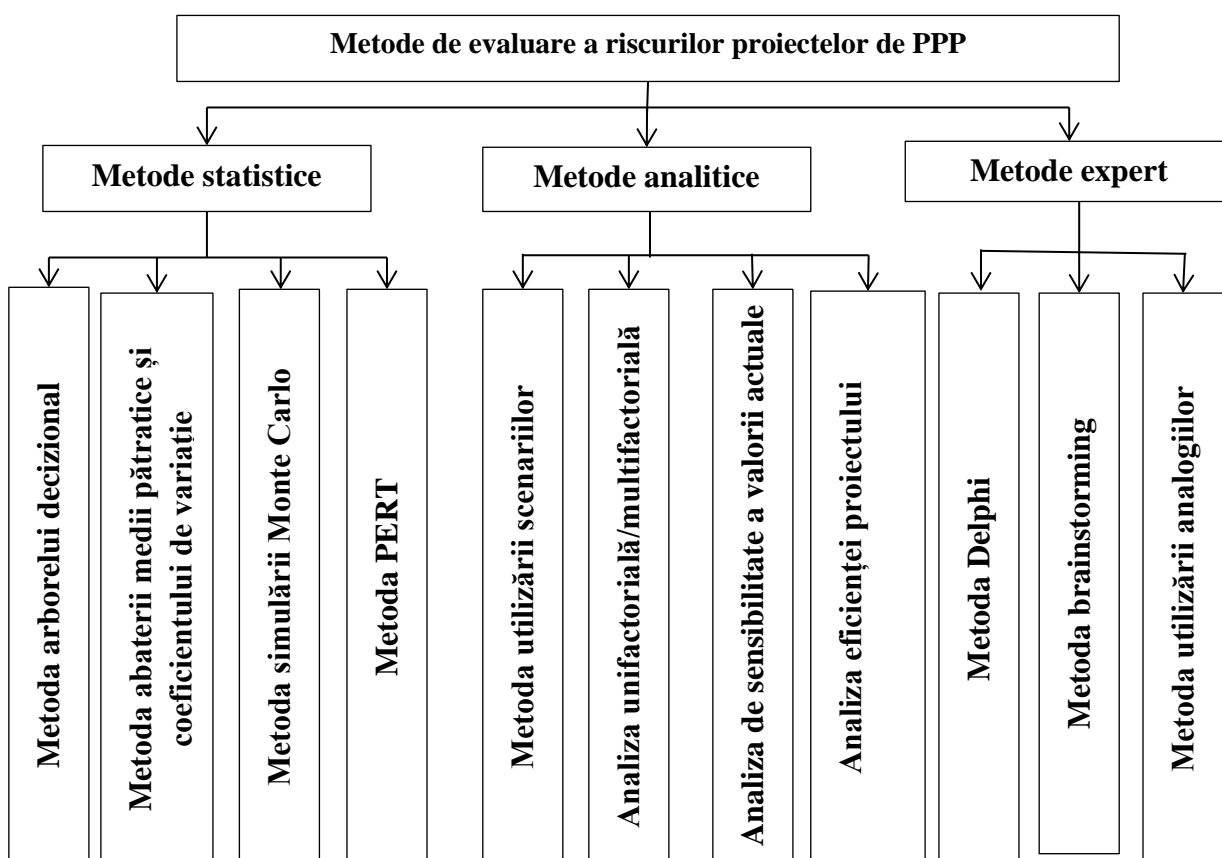 Metode de evaluare a riscurilor proiectelor de PPP
Metode statistice
Metode analitice
Metode expert
Metoda arborelui decizional
Metoda abaterii medii pătratice și
coeficientului de variație
Metoda simulării Monte Carlo
Metoda PERT
Metoda utilizării scenariilor
Analiza unifactorială/multifactorială
Analiza de sensibilitate a valorii actuale
Analiza eficienței proiectului
Metoda Delphi
Metoda brainstorming
Metoda utilizării analogiilor